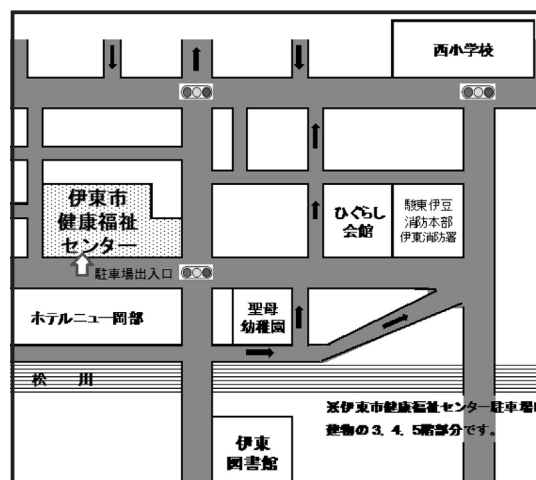 西小学校
伊東市
健康福祉
センター
ひぐらし
会館
駿東伊豆
消防本部
伊東消防署
駐車場出入口
ホテルニュー岡部
聖母
幼稚園
松 川
※伊東市健康福祉センター駐車場
建物の3，4，5階部分です。
伊東
図書館